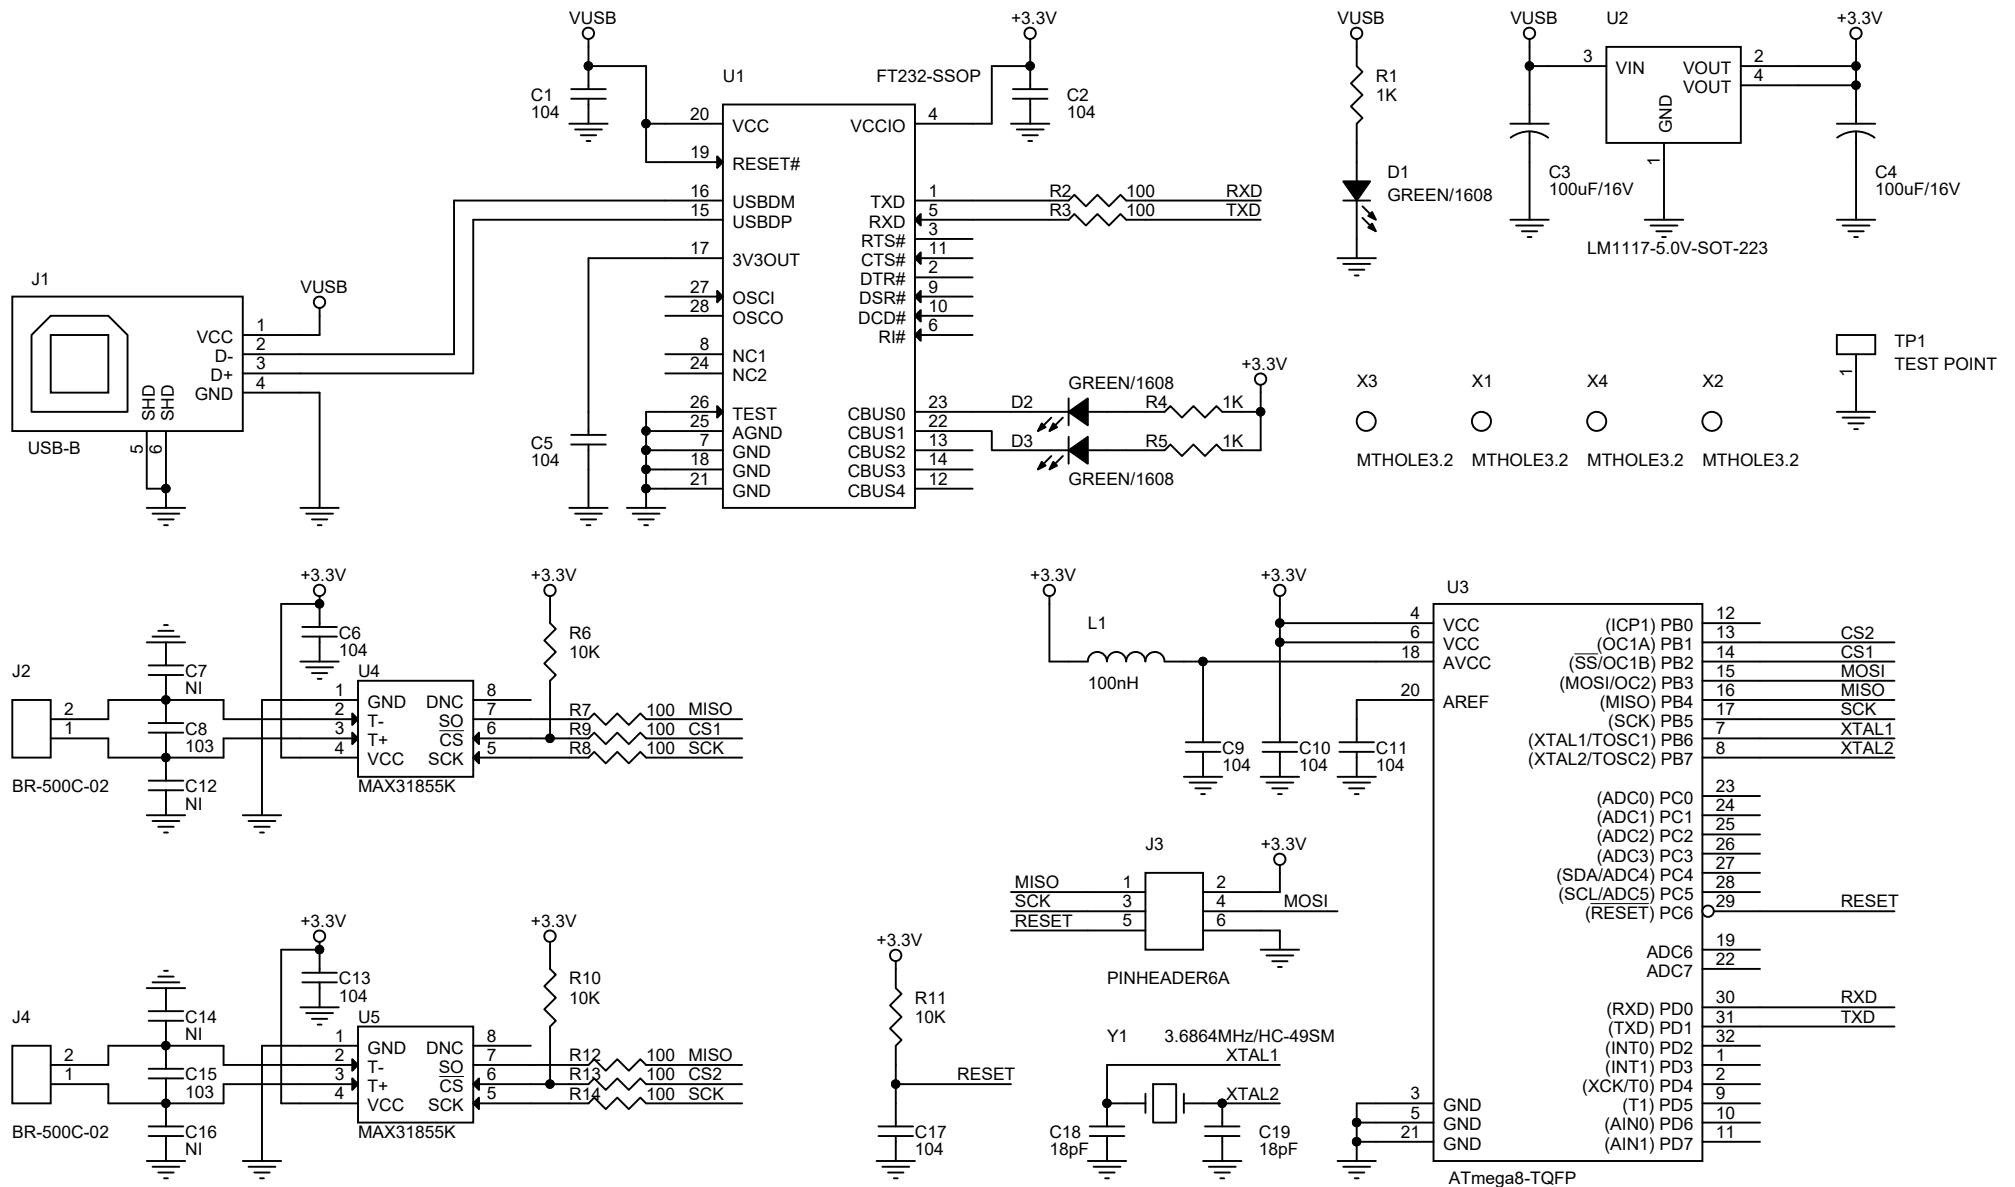 VUSB
+3.3V
VUSB
VUSB
U2
+3.3V
U1
FT232-SSOP
C1
104
C2
104
R1
1K
3
VIN
VOUT
2
VOUT
4
GND
1
20
VCC
VCCIO
4
19
RESET#
D1
GREEN/1608
C3
100uF/16V
C4
100uF/16V
LM1117-5.0V-SOT-223
16
USBDM
TXD
1
R2
100
RXD
15
USBDP
RXD
5
R3
100
TXD
RTS#
3
17
3V3OUT
CTS#
11
DTR#
2
27
OSCI
DSR#
9
28
OSCO
DCD#
10
RI#
6
8
NC1
24
NC2
J1
VUSB
VCC
1
D-
2
D+
3
GND
4
SHD
SHD
5
6
USB-B
C5
104
26
TEST
CBUS0
23
25
AGND
CBUS1
22
7
GND
CBUS2
13
18
GND
CBUS3
14
21
GND
CBUS4
12
GREEN/1608
+3.3V
D2
R4
1K
D3
R5
1K
GREEN/1608
X3
X1
X4
X2
MTHOLE3.2
MTHOLE3.2
MTHOLE3.2
MTHOLE3.2
TP1
TEST POINT
1
+3.3V
+3.3V
C6
104
R6
10K
J2
C7
NI
U4
2
1
C8
103
1
GND
DNC
8
2
T-
SO
7
R7
100
MISO
3
T+
CS
6
R9
100
CS1
4
VCC
SCK
5
R8
100
SCK
BR-500C-02
C12
NI
MAX31855K
+3.3V
+3.3V
U3
L1
100nH
4
VCC
6
VCC
18
AVCC
20
AREF
C9
104
C10
104
C11
104
(ICP1) PB0
12
(OC1A) PB1
13
CS2
(SS/OC1B) PB2
14
CS1
(MOSI/OC2) PB3
15
MOSI
(MISO) PB4
16
MISO
(SCK) PB5
17
SCK
(XTAL1/TOSC1) PB6
7
XTAL1
(XTAL2/TOSC2) PB7
8
XTAL2
(ADC0) PC0
23
(ADC1) PC1
24
(ADC2) PC2
25
(ADC3) PC3
26
(SDA/ADC4) PC4
27
(SCL/ADC5) PC5
28
(RESET) PC6
29
RESET
ADC6
19
ADC7
22
(RXD) PD0
30
RXD
(TXD) PD1
31
TXD
(INT0) PD2
32
(INT1) PD3
1
(XCK/T0) PD4
2
(T1) PD5
9
(AIN0) PD6
10
(AIN1) PD7
11
3
GND
5
GND
21
GND
ATmega8-TQFP
J3
+3.3V
MISO
1
2
SCK
3
4
MOSI
RESET
5
6
PINHEADER6A
+3.3V
+3.3V
C13
104
R10
10K
J4
C14
NI
U5
2
1
C15
103
1
GND
DNC
8
2
T-
SO
7
R12
100
MISO
3
T+
CS
6
R13
100
CS2
4
VCC
SCK
5
R14
100
SCK
BR-500C-02
C16
NI
MAX31855K
+3.3V
R11
10K
RESET
C17
104
Y1
3.6864MHz/HC-49SM
XTAL1
XTAL2
C18
18pF
C19
18pF